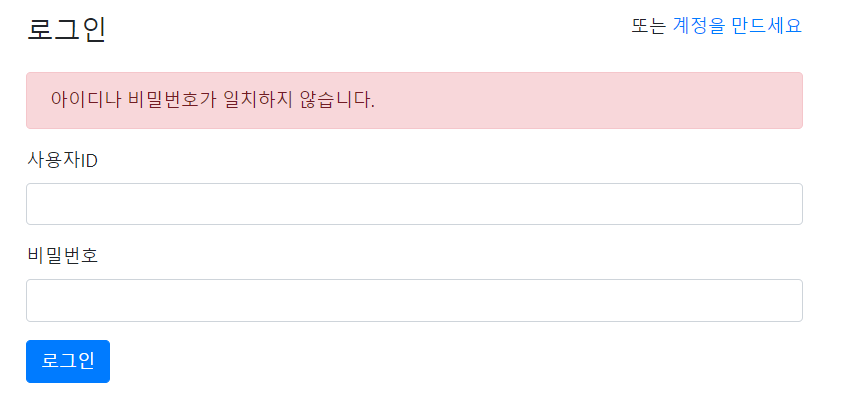 로그인
또는 계정을 만드세요
아이디나 비밀번호가 일치하지 않습니다.
사용자ID
비밀번호
로그인